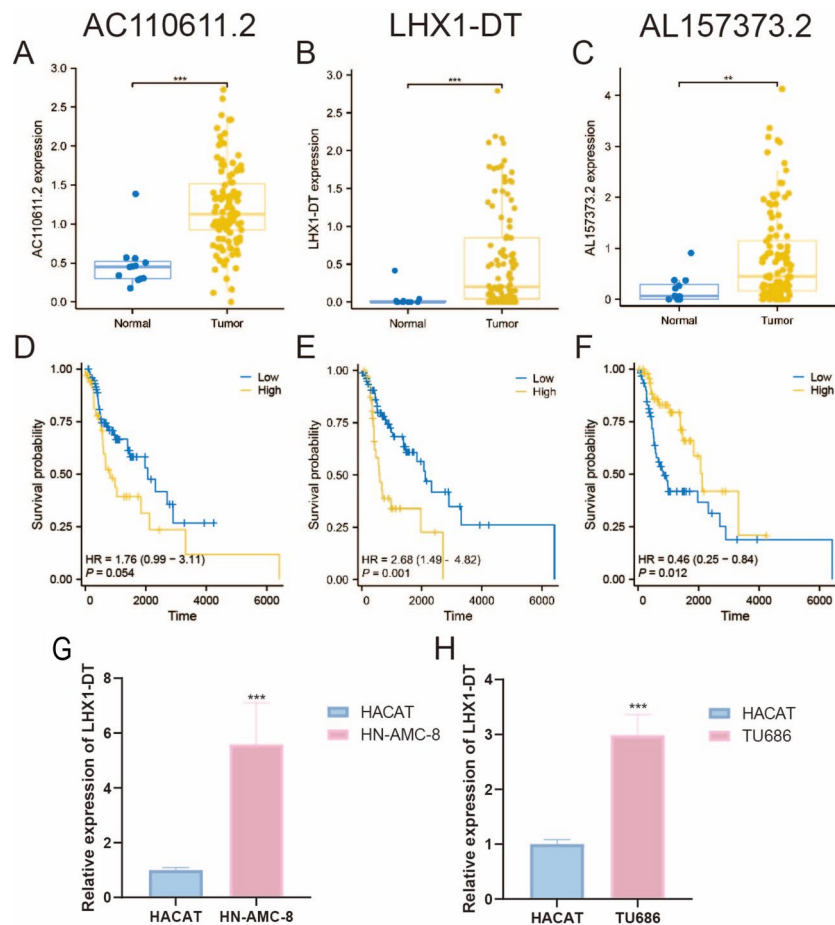 AC110611.2
LHX1-DT
AL157373.2
A
***
AC110611.2 expression
3.0
2.5
2.0
1.5
1.0
0.5
0.0
Normal
Tumor
B
***
LHX1-DT expression
3.0
2.5
2.0
1.5
1.0
0.5
0.0
Normal
Tumor
C
**
AL157373.2 expression
4
3
2
1
0
Normal
Tumor
D
Survival probability
1.00
0.75
0.50
0.25
0.00
Low
High
HR = 1.76 (0.99 − 3.11)
P = 0.054
0
2000
4000
6000
Time
E
Survival probability
1.00
0.75
0.50
0.25
0.00
Low
High
HR = 2.68 (1.49 - 4.82)
P = 0.001
0
2000
4000
6000
Time
F
Survival probability
1.00
0.75
0.50
0.25
0.00
Low
High
HR = 0.46 (0.25 − 0.84)
P = 0.012
0
2000
4000
6000
Time
G
Relative expression of LHX1-DT
8
6
4
2
0
***
HACAT
HN-AMC-8
HACAT
HN-AMC-8
H
Relative expression of LHX1-DT
4
3
2
1
0
***
HACAT
TU686
HACAT
TU686